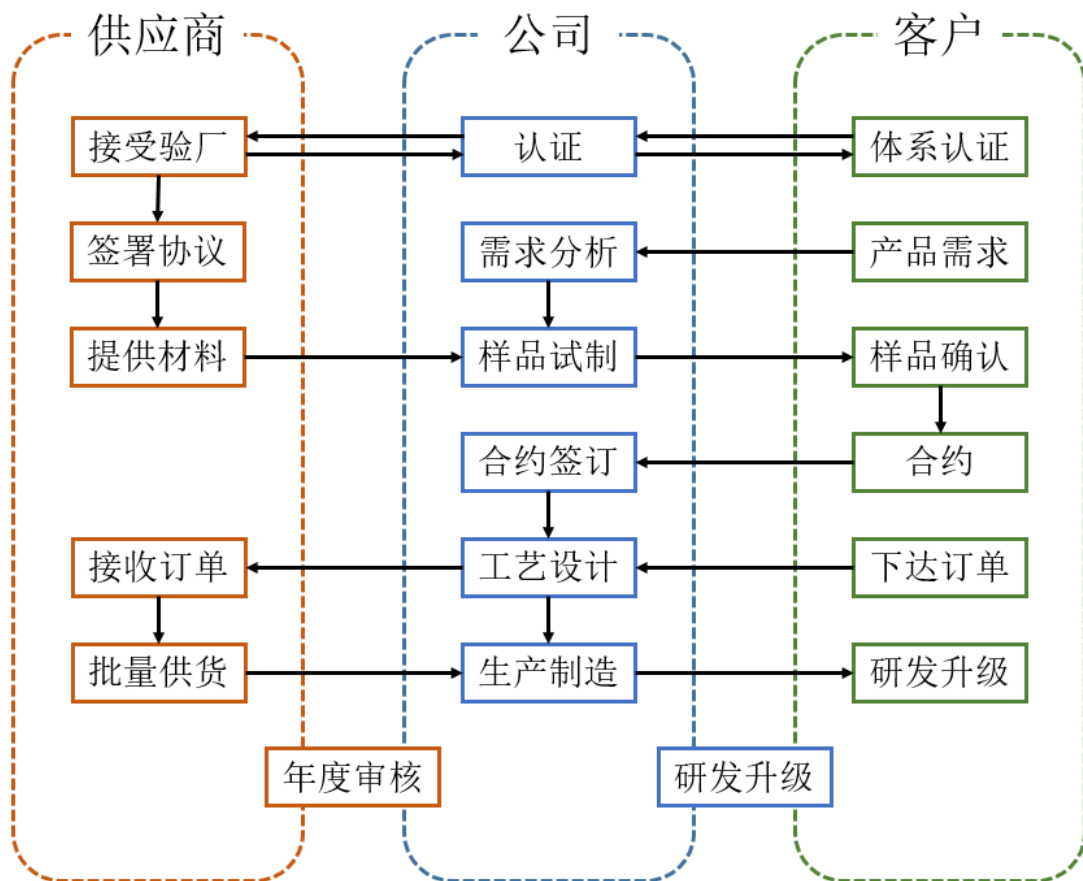 供应商 公司 客户
接受验厂 认证 体系认证
签署协议 需求分析 产品需求
提供材料 样品试制 样品确认
合约签订 合约
接收订单 工艺设计 下达订单
批量供货 生产制造 研发升级
年度审核 研发升级